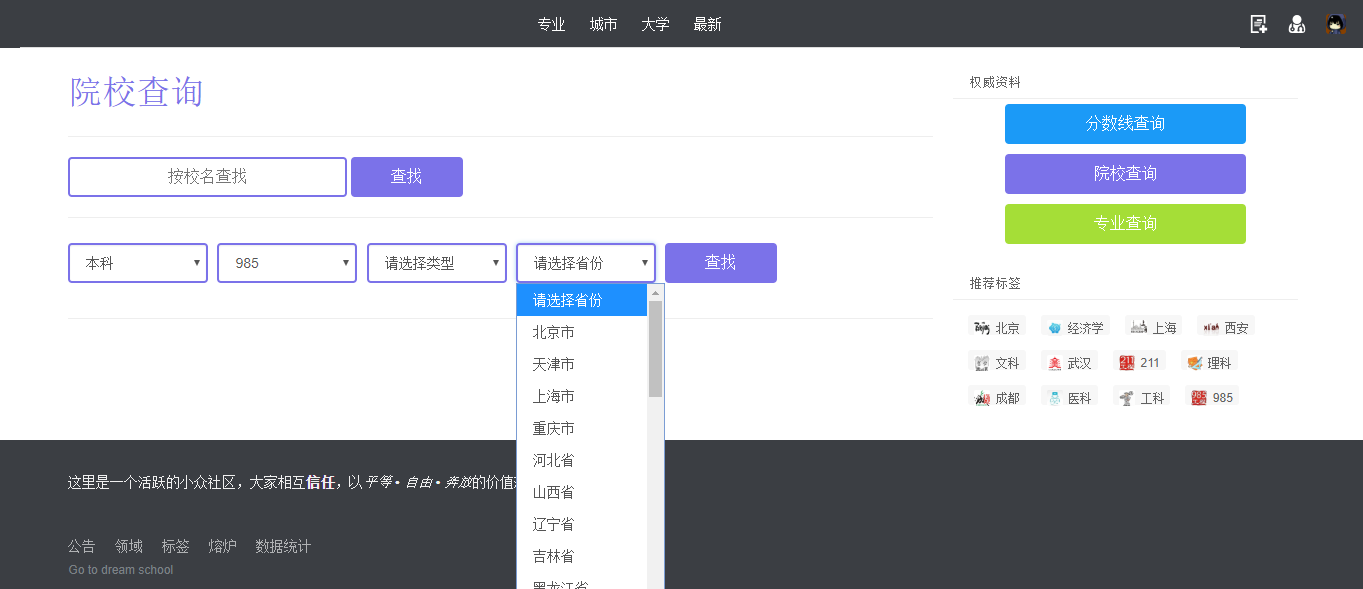 专业 城市 大学 最新
院校查询
按校名查找 查找
本科 985 请选择类型 请选择省份 查找
请选择省份
北京市
天津市
上海市
重庆市
河北省
山西省
辽宁省
吉林省
黑龙江省
权威资料
分数线查询
院校查询
专业查询
推荐标签
北京 经济学 上海 西安
文科 武汉 211 理科
成都 医科 工科 985
这里是一个活跃的小众社区，大家相互信任，以 平等 • 自由 • 奔放的价值
公告 领域 标签 熔炉 数据统计
Go to dream school